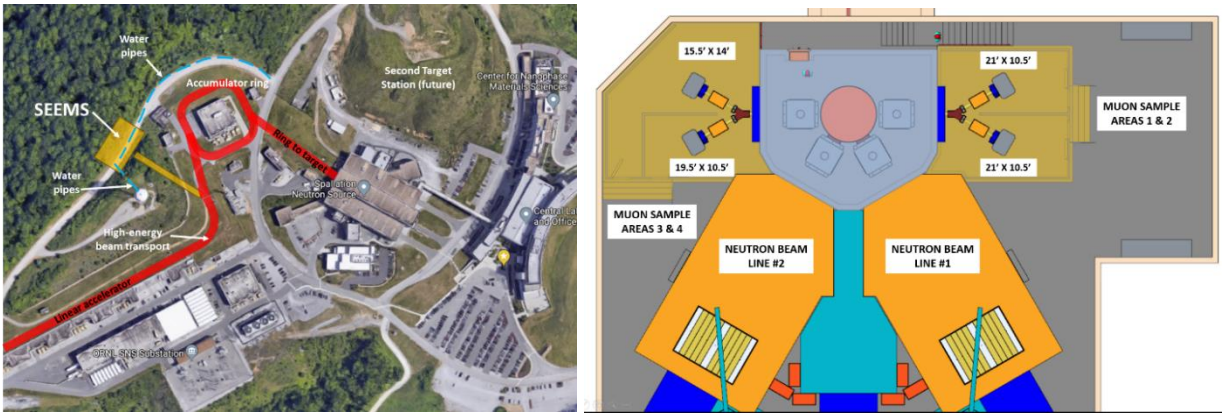 Water
pipes
Accumulator ring
SEEMS
Second Target
Station (future)
Center for Nanophase
Materials Sciences
Ring to target
Spallation
Neutron Source
Water
pipes
High-energy
beam transport
Central La
and Office
Linear accelerator
ORNL SNS Substation
15.5' X 14'
21' X 10.5'
MUON SAMPLE
AREAS 1 & 2
19.5' X 10.5'
21' X 10.5'
MUON SAMPLE
AREAS 3 & 4
NEUTRON BEAM
LINE #2
NEUTRON BEAM
LINE #1